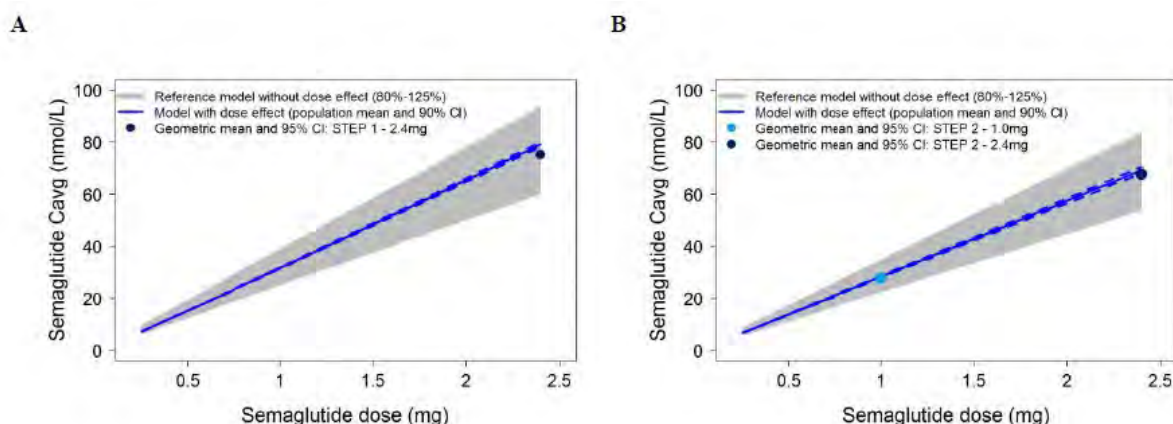 A
100
80
60
40
20
0
Semaglutide Cavg (nmol/L)
Reference model without dose effect (80%-125%)
Model with dose effect (population mean and 90% CI)
Geometric mean and 95% CI: STEP 1 - 2.4mg
0.5 1 1.5 2 2.5
Semaglutide dose (mg)
B
100
80
60
40
20
0
Semaglutide Cavg (nmol/L)
Reference model without dose effect (80%-125%)
Model with dose effect (population mean and 90% CI)
Geometric mean and 95% CI: STEP 2 - 1.0mg
Geometric mean and 95% CI: STEP 2 - 2.4mg
0.5 1 1.5 2 2.5
Semaglutide dose (mg)